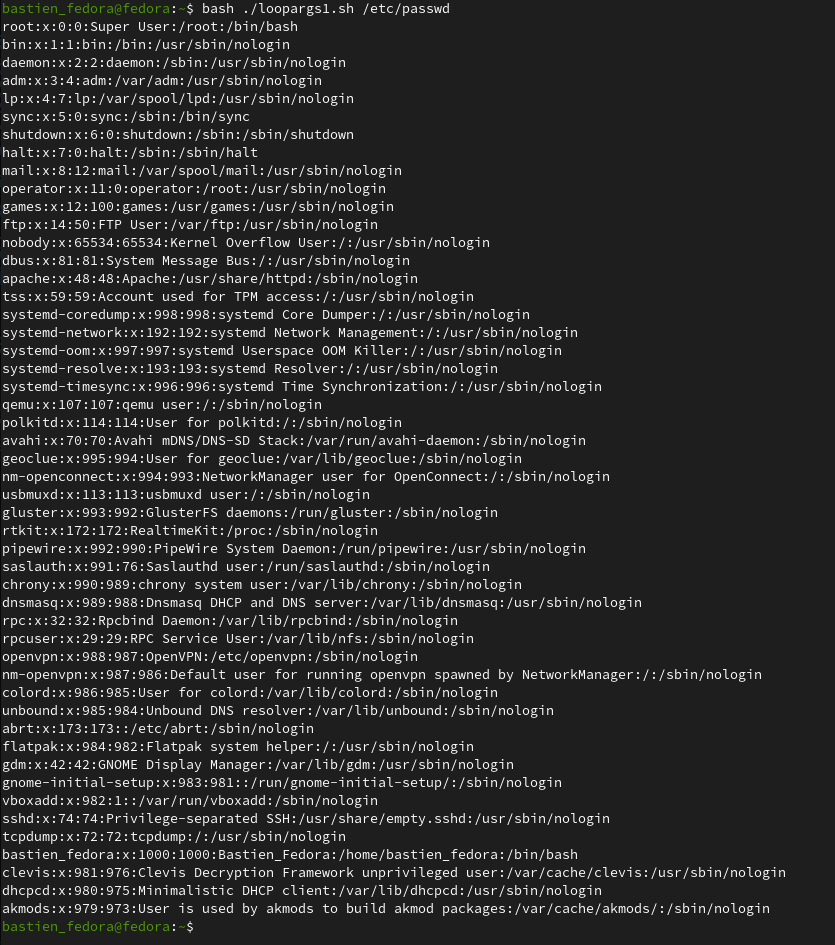 bastien_fedora@fedora:~$ bash ./loopargs1.sh /etc/passwd
root:x:0:0:Super User:/root:/bin/bash
bin:x:1:1:bin:/bin:/usr/sbin/nologin
daemon:x:2:2:daemon:/sbin:/usr/sbin/nologin
adm:x:3:4:adm:/var/adm:/usr/sbin/nologin
lp:x:4:7:lp:/var/spool/lpd:/usr/sbin/nologin
sync:x:5:0:sync:/sbin:/bin/sync
shutdown:x:6:0:shutdown:/sbin:/sbin/shutdown
halt:x:7:0:halt:/sbin:/sbin/halt
mail:x:8:12:mail:/var/spool/mail:/usr/sbin/nologin
operator:x:11:0:operator:/root:/usr/sbin/nologin
games:x:12:100:games:/usr/games:/usr/sbin/nologin
ftp:x:14:50:FTP User:/var/ftp:/usr/sbin/nologin
nobody:x:65534:65534:Kernel Overflow User:/:/usr/sbin/nologin
dbus:x:81:81:System Message Bus:/:/usr/sbin/nologin
apache:x:48:48:Apache:/usr/share/httpd:/sbin/nologin
tss:x:59:59:Account used for TPM access:/:/usr/sbin/nologin
systemd-coredump:x:998:998:systemd Core Dumper:/:/usr/sbin/nologin
systemd-network:x:192:192:systemd Network Management:/:/usr/sbin/nologin
systemd-oom:x:997:997:systemd Userspace OOM Killer:/:/usr/sbin/nologin
systemd-resolve:x:193:193:systemd Resolver:/:/usr/sbin/nologin
systemd-timesync:x:996:996:systemd Time Synchronization:/:/usr/sbin/nologin
qemu:x:107:107:qemu user:/:/sbin/nologin
polkitd:x:114:114:User for polkitd:/:/sbin/nologin
avahi:x:70:70:Avahi mDNS/DNS-SD Stack:/var/run/avahi-daemon:/sbin/nologin
geoclue:x:995:994:User for geoclue:/var/lib/geoclue:/sbin/nologin
nm-openconnect:x:994:993:NetworkManager user for OpenConnect:/:/sbin/nologin
usbmuxd:x:113:113:usbmuxd user:/:/sbin/nologin
gluster:x:993:992:GlusterFS daemons:/run/gluster:/sbin/nologin
rtkit:x:172:172:RealtimeKit:/proc:/sbin/nologin
pipewire:x:992:990:PipeWire System Daemon:/run/pipewire:/usr/sbin/nologin
saslauth:x:991:76:Saslauthd user:/run/saslauthd:/sbin/nologin
chrony:x:990:989:chrony system user:/var/lib/chrony:/sbin/nologin
dnsmasq:x:989:988:Dnsmasq DHCP and DNS server:/var/lib/dnsmasq:/usr/sbin/nologin
rpc:x:32:32:Rpcbind Daemon:/var/lib/rpcbind:/sbin/nologin
rpcuser:x:29:29:RPC Service User:/var/lib/nfs:/sbin/nologin
openvpn:x:988:987:OpenVPN:/etc/openvpn:/sbin/nologin
nm-openvpn:x:987:986:Default user for running openvpn spawned by NetworkManager:/:/sbin/nologin
colord:x:986:985:User for colord:/var/lib/colord:/sbin/nologin
unbound:x:985:984:Unbound DNS resolver:/var/lib/unbound:/sbin/nologin
abrt:x:173:173::/etc/abrt:/sbin/nologin
flatpak:x:984:982:Flatpak system helper:/:/usr/sbin/nologin
gdm:x:42:42:GNOME Display Manager:/var/lib/gdm:/usr/sbin/nologin
gnome-initial-setup:x:983:981::/run/gnome-initial-setup/:/sbin/nologin
vboxadd:x:982:1::/var/run/vboxadd:/sbin/nologin
sshd:x:74:74:Privilege-separated SSH:/usr/share/empty.sshd:/usr/sbin/nologin
tcpdump:x:72:72:tcpdump:/:/usr/sbin/nologin
bastien_fedora:x:1000:1000:Bastien_Fedora:/home/bastien_fedora:/bin/bash
clevis:x:981:976:Clevis Decryption Framework unprivileged user:/var/cache/clevis:/usr/sbin/nologin
dhcpcd:x:980:975:Minimalistic DHCP client:/var/lib/dhcpcd:/usr/sbin/nologin
akmods:x:979:973:User is used by akmods to build akmod packages:/var/cache/akmods/:/sbin/nologin
bastien_fedora@fedora:~$